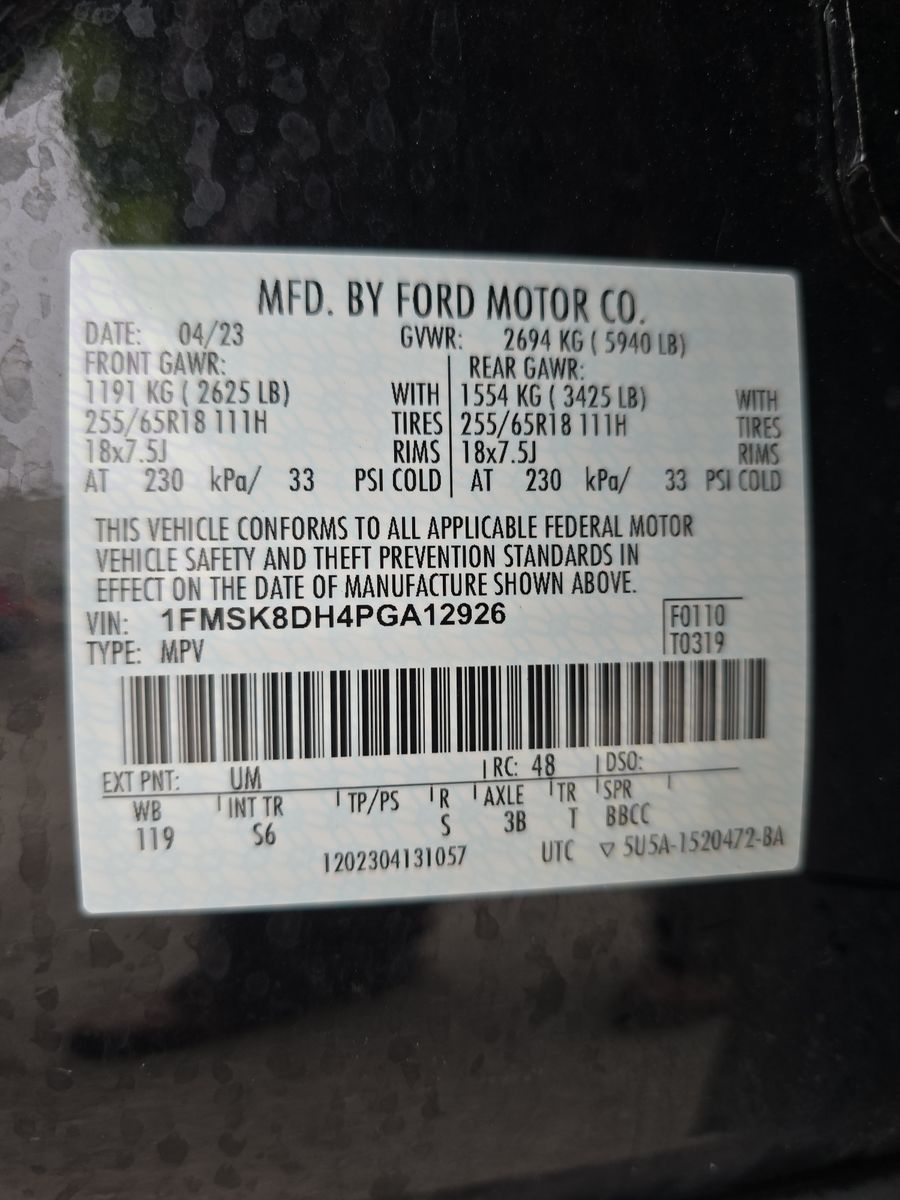 MFD. BY FORD MOTOR CO.
DATE: 04/23 GVWR: 2694 KG ( 5940 LB)
FRONT GAWR: REAR GAWR:
1191 KG ( 2625 LB) WITH 1554 KG ( 3425 LB) WITH
255/65R18 111H TIRES 255/65R18 111H TIRES
18x7.5J RIMS 18x7.5J RIMS
AT 230 kPa/ 33 PSI COLD AT 230 kPa/ 33 PSI COLD
THIS VEHICLE CONFORMS TO ALL APPLICABLE FEDERAL MOTOR
VEHICLE SAFETY AND THEFT PREVENTION STANDARDS IN
EFFECT ON THE DATE OF MANUFACTURE SHOWN ABOVE.
VIN: 1FMSK8DH4PGA12926 F0110
TYPE: MPV T0319
EXT PNT: UM RC: 48 DSO:
WB INT TR TP/PS R AXLE TR SPR
119 S6 S 3B T BBCC
1202304131057 UTC ▽ 5U5A-1520472-BA